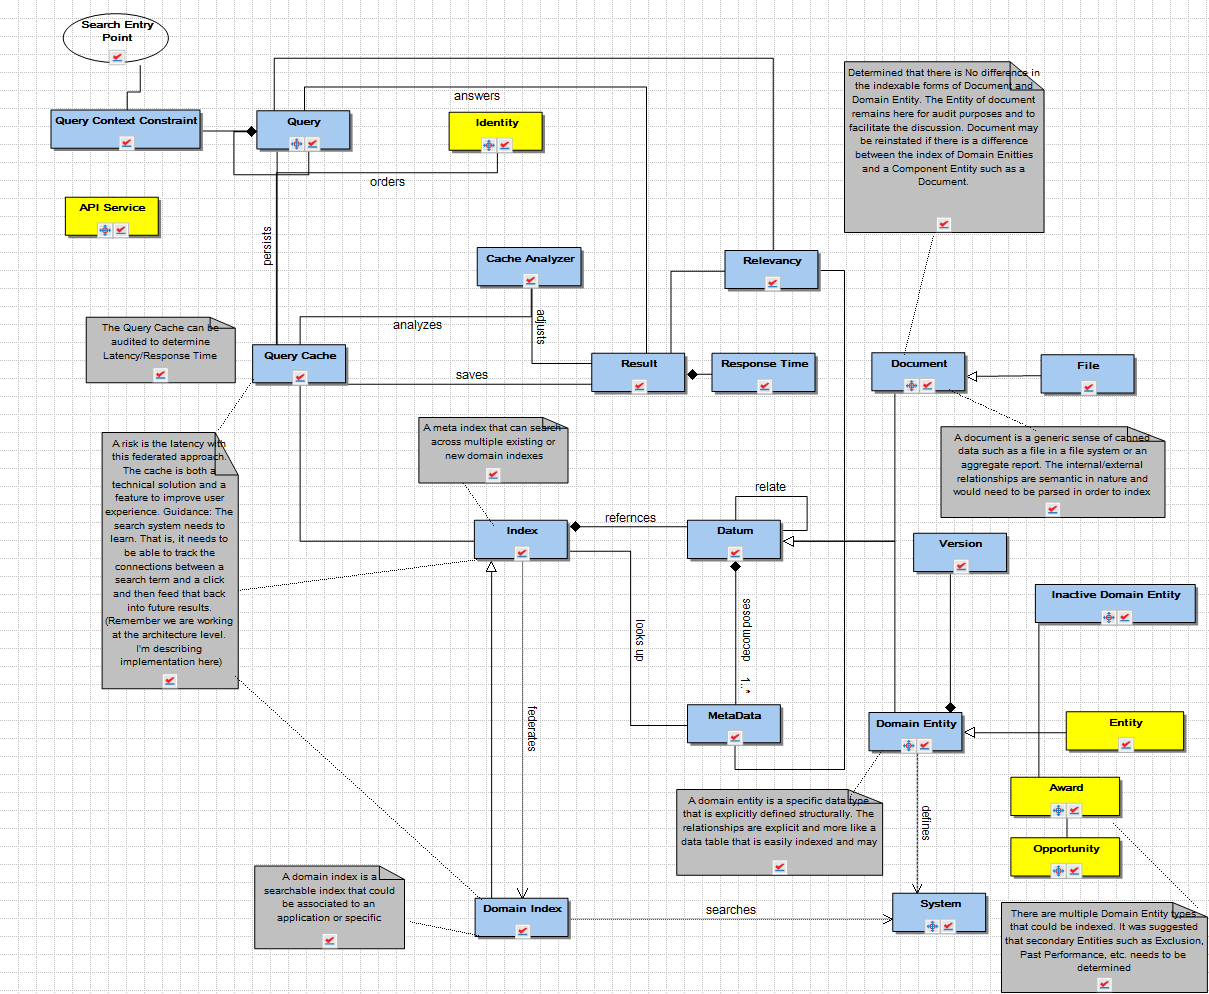 Search Entry
Point
Query Context Constraint
Query
answers
Identity
orders
API Service
persists
Cache Analyzer
Relevancy
analyzes
adjusts
The Query Cache can be
audited to determine
Latency/Response Time
Query Cache
saves
Result
Response Time
Determined that there is No difference in
the indexable forms of Document and
Domain Entity. The Entity of document
remains here for audit purposes and to
facilitate the discussion. Document may
be reinstated if there is a difference
between the index of Domain Enitties
and a Component Entity such as a
Document.
Document
File
A document is a generic sense of canned
data such as a file in a file system or an
aggregate report. The internal/external
relationships are semantic in nature and
would need to be parsed in order to index
A risk is the latency with
this federated approach.
The cache is both a
technical solution and a
feature to improve user
experience. Guidance: The
search system needs to
learn. That is, it needs to
be able to track the
connections between a
search term and a click
and then feed that back
into future results.
(Remember we are working
at the architecture level.
I'm describing
implementation here)
A meta index that can search
across multiple existing or
new domain indexes
relate
Index
refernces
Datum
Version
Inactive Domain Entity
looks up
decomposes
1..*
federates
MetaData
Domain Entity
Entity
A domain entity is a specific data type
that is explicitly defined structurally. The
relationships are explicit and more like a
data table that is easily indexed and may
defines
Award
Opportunity
A domain index is a
searchable index that could
be associated to an
application or specific
Domain Index
searches
System
There are multiple Domain Entity types
that could be indexed. It was suggested
that secondary Entities such as Exclusion,
Past Performance, etc. needs to be
determined